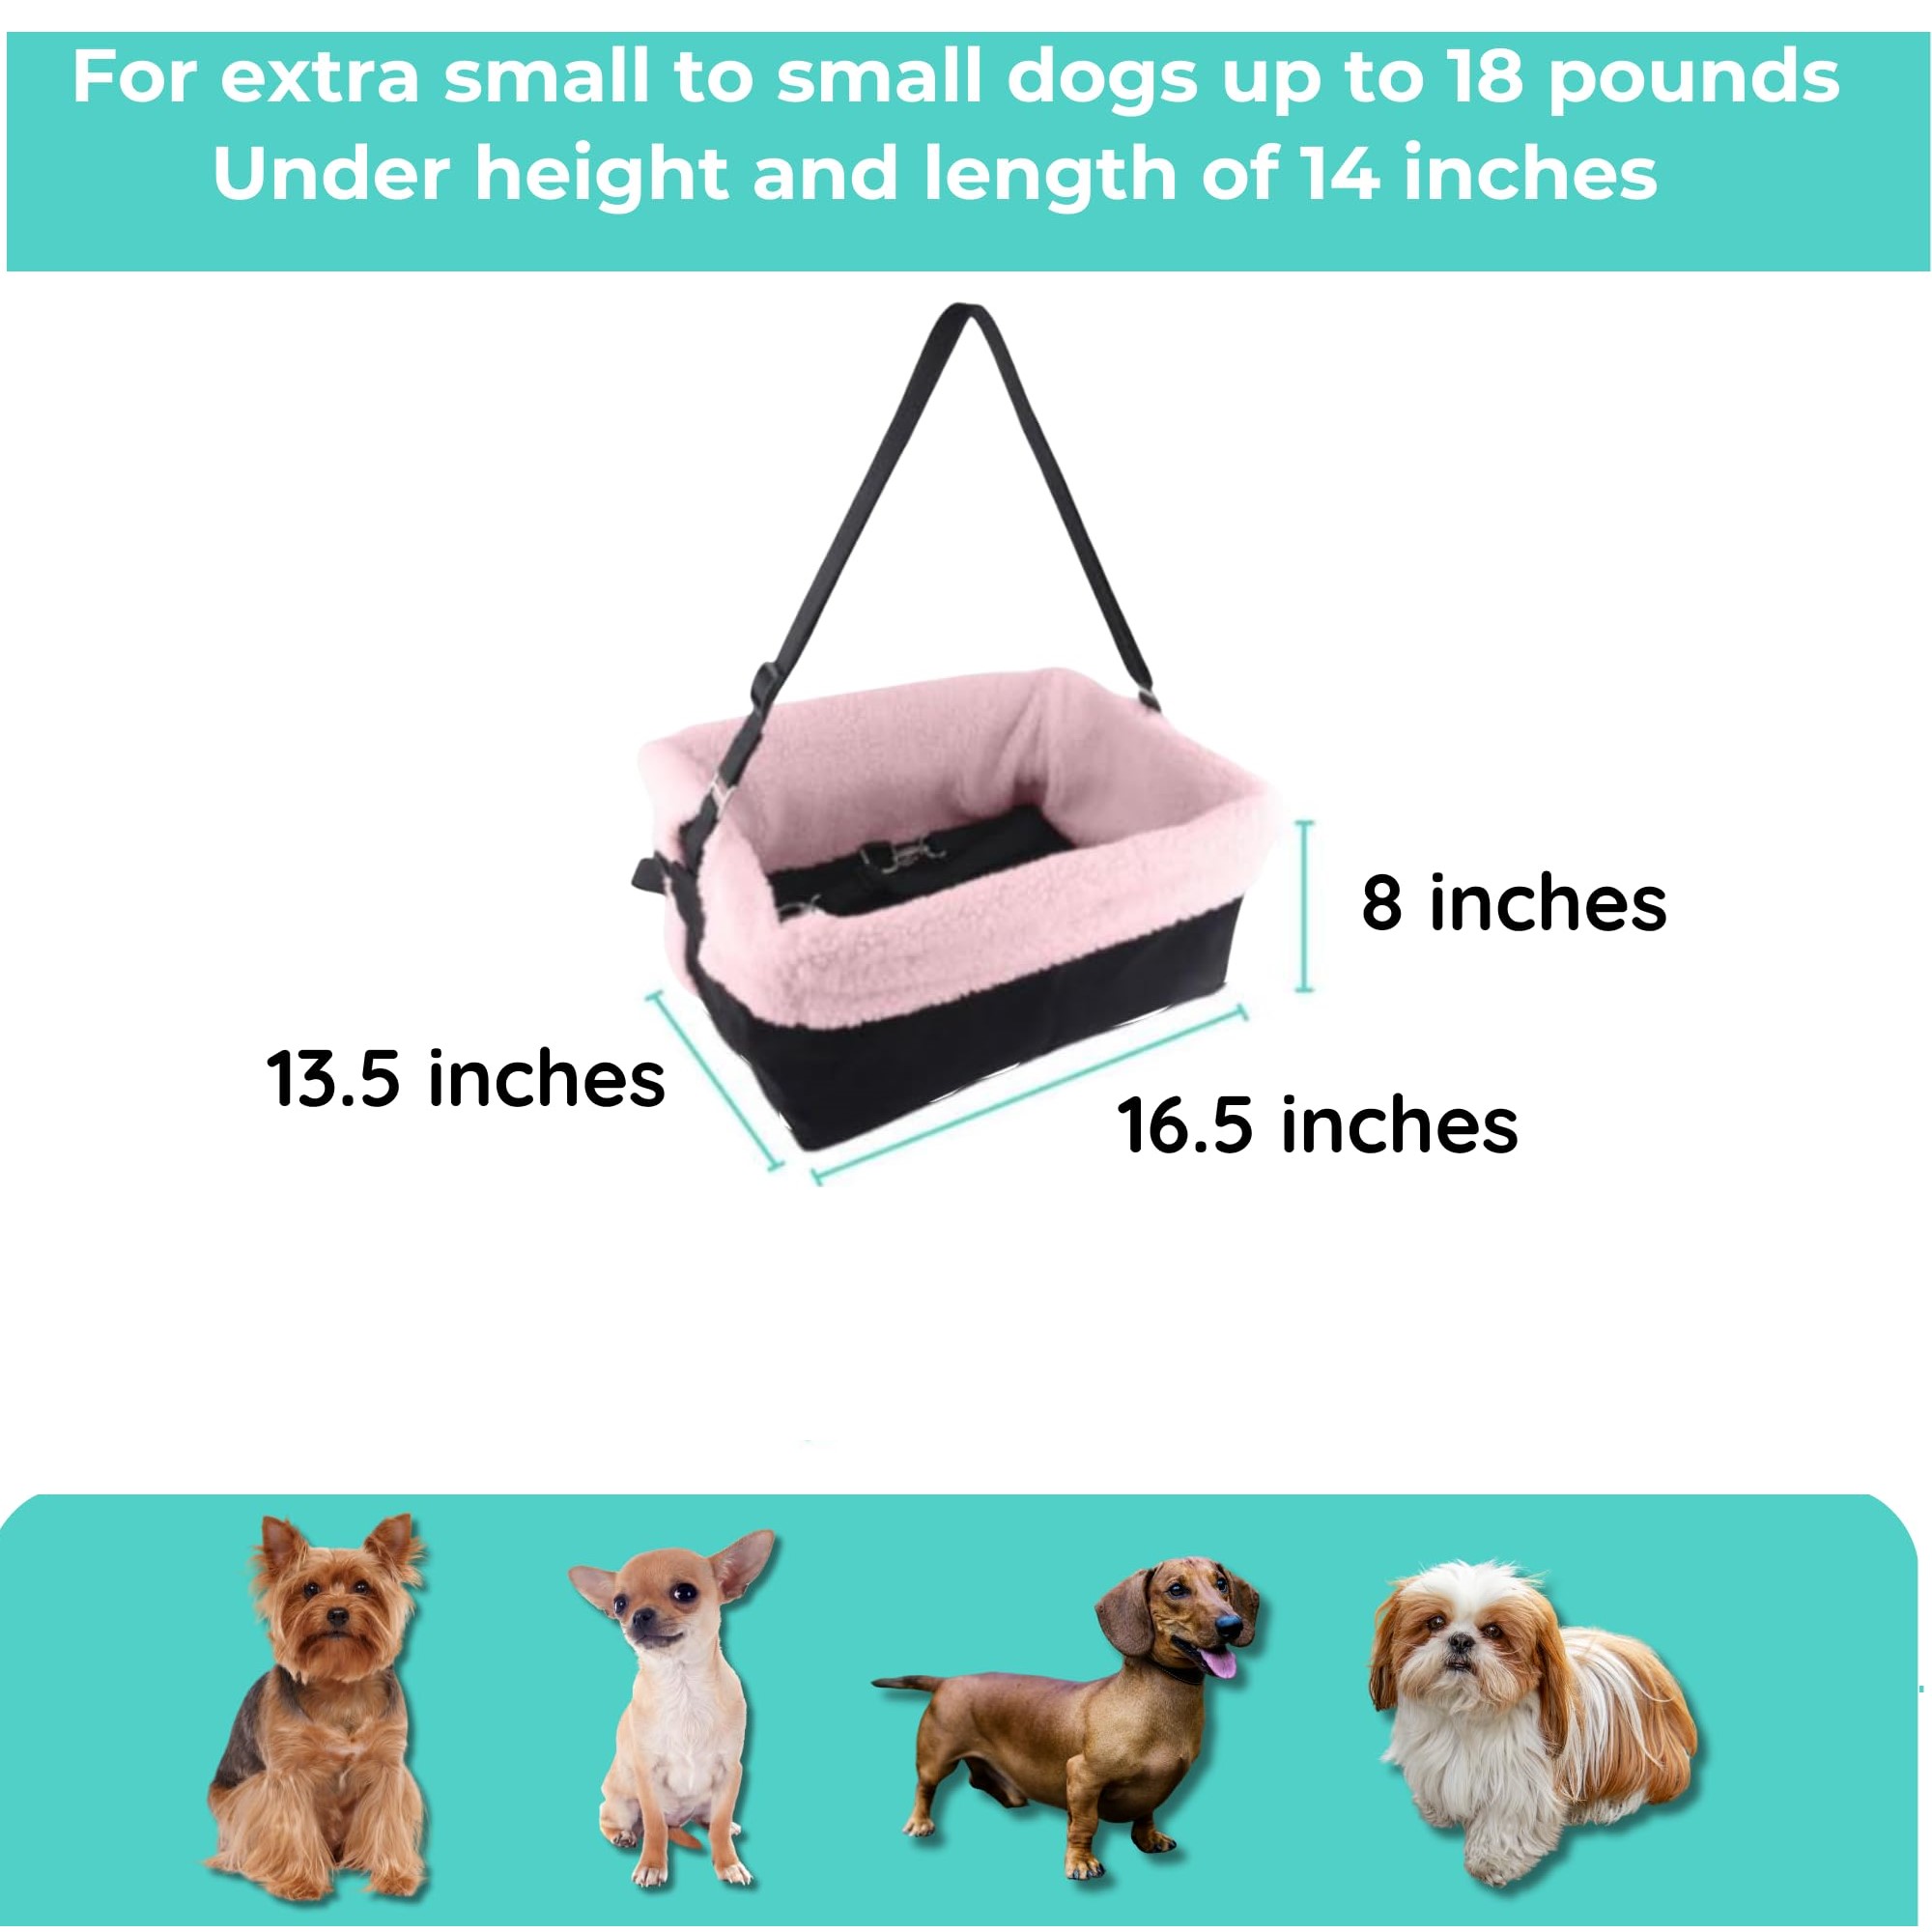 For extra small to small dogs up to 18 pounds
Under height and length of 14 inches
8 inches
13.5 inches
16.5 inches